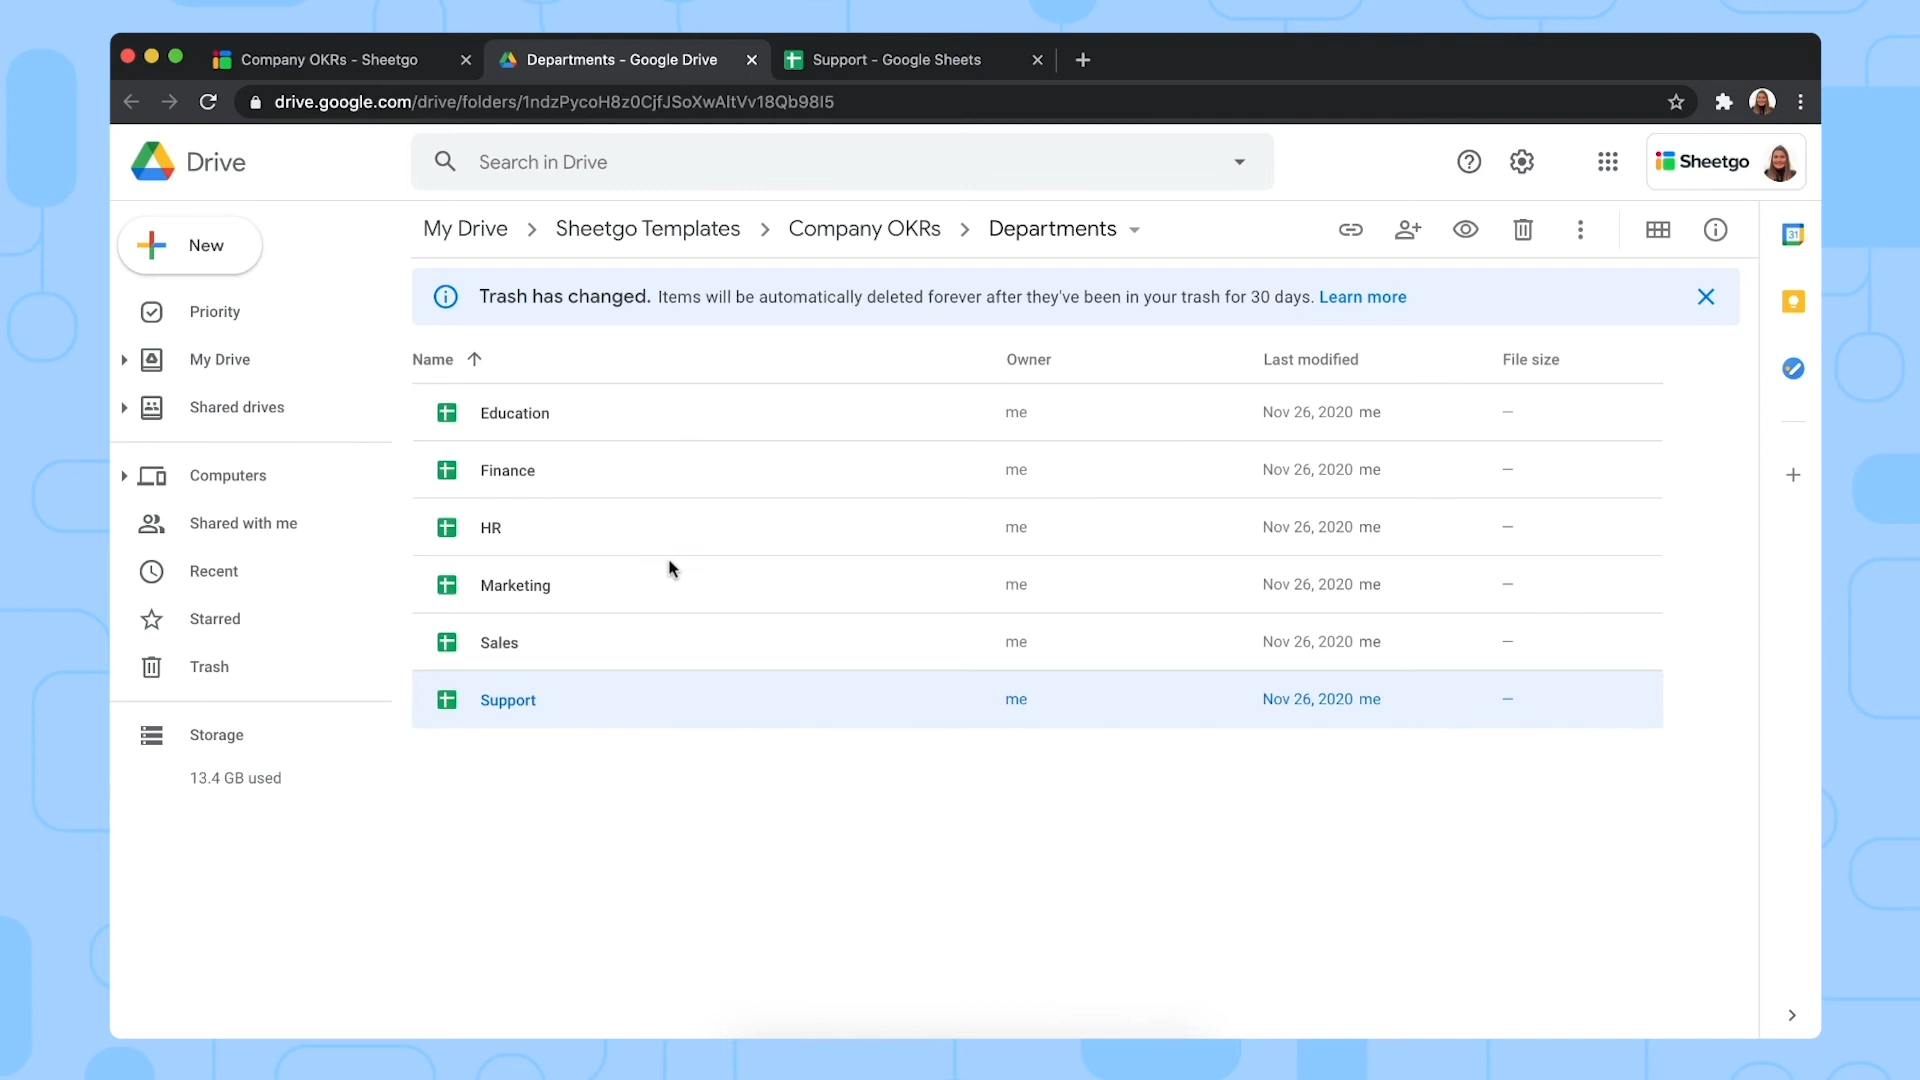 Company OKRs - Sheetgo
Departments - Google Drive
Support - Google Sheets
drive.google.com/drive/folders/1ndzPycoH8z0CjfJSoXwAltVv18Qb98I5
Drive
Search in Drive
Sheetgo
New
My Drive
Sheetgo Templates
Company OKRs
Departments
31
Trash has changed. Items will be automatically deleted forever after they've been in your trash for 30 days. Learn more
Priority
My Drive
Shared drives
Computers
Shared with me
Recent
Starred
Trash
Storage
13.4 GB used
Name Owner Last modified File size
Education me Nov 26, 2020 me –
Finance me Nov 26, 2020 me –
HR me Nov 26, 2020 me –
Marketing me Nov 26, 2020 me –
Sales me Nov 26, 2020 me –
Support me Nov 26, 2020 me –